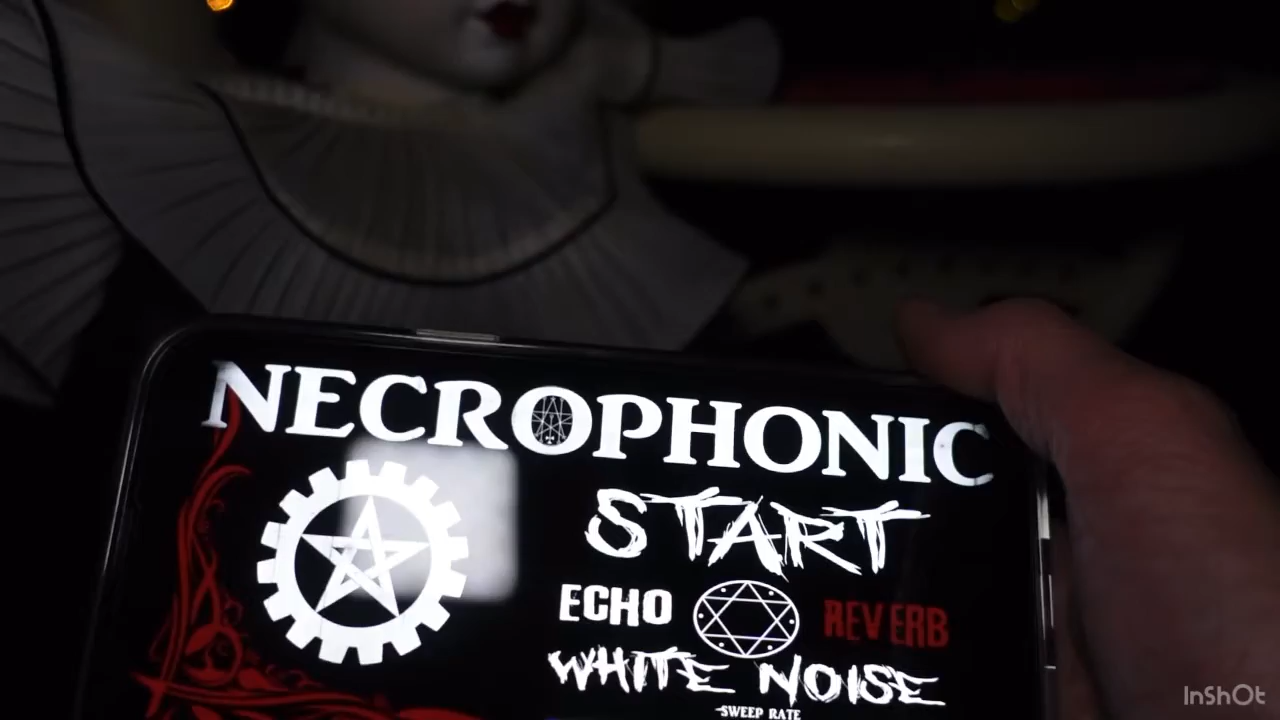 NECROPHONIC
START
ECHO REVERB
WHITE NOISE
SWEEP RATE
InShOt